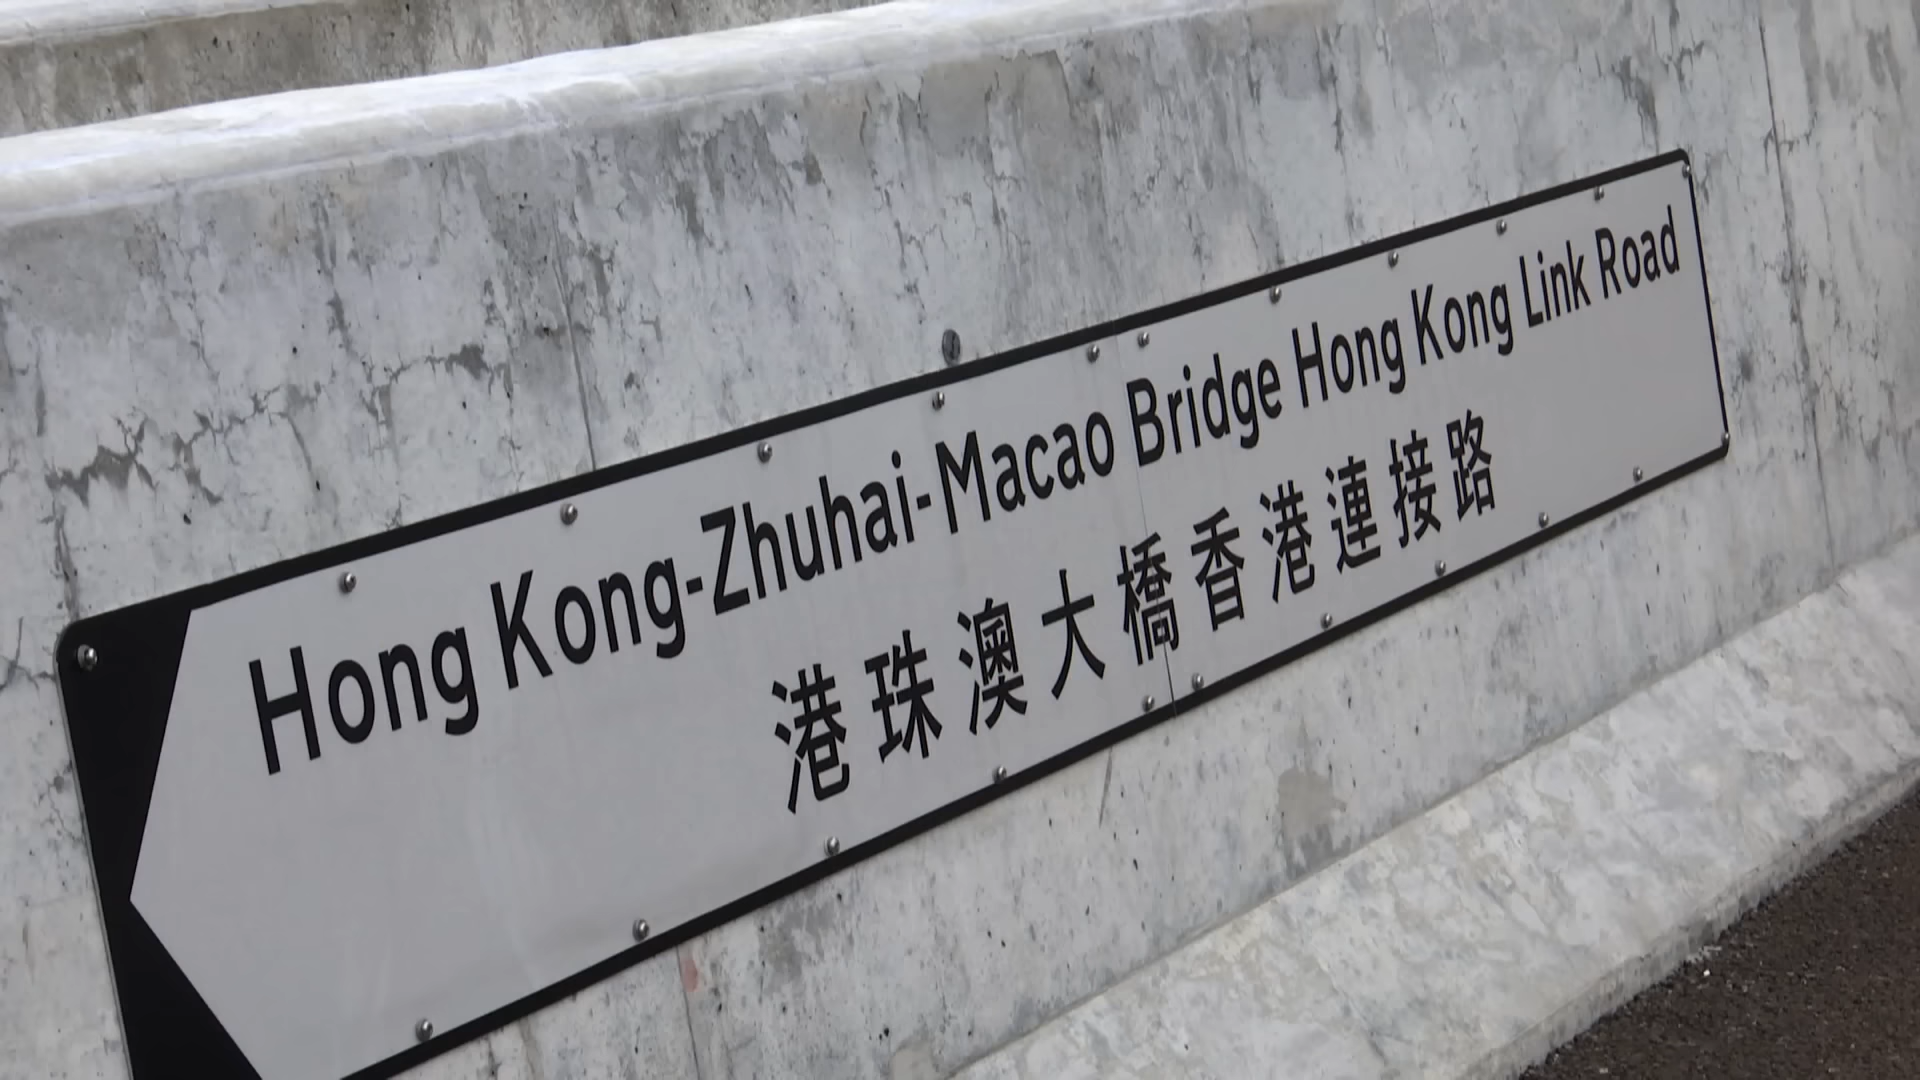 Hong Kong-Zhuhai-Macao Bridge Hong Kong Link Road
港珠澳大橋香港連接路